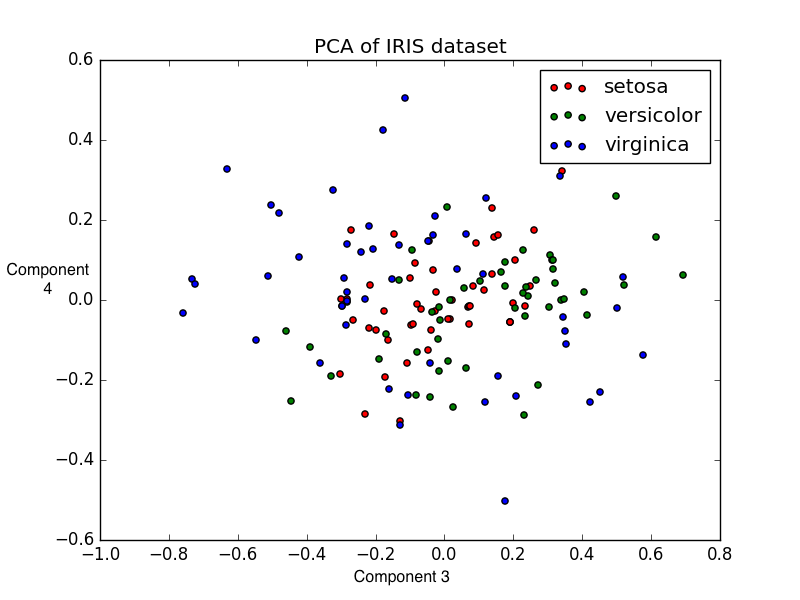 PCA of IRIS dataset
0.6
0.4
0.2
0.0
−0.2
−0.4
−0.6
Component
4
setosa
versicolor
virginica
−1.0 −0.8 −0.6 −0.4 −0.2 0.0 0.2 0.4 0.6 0.8
Component 3